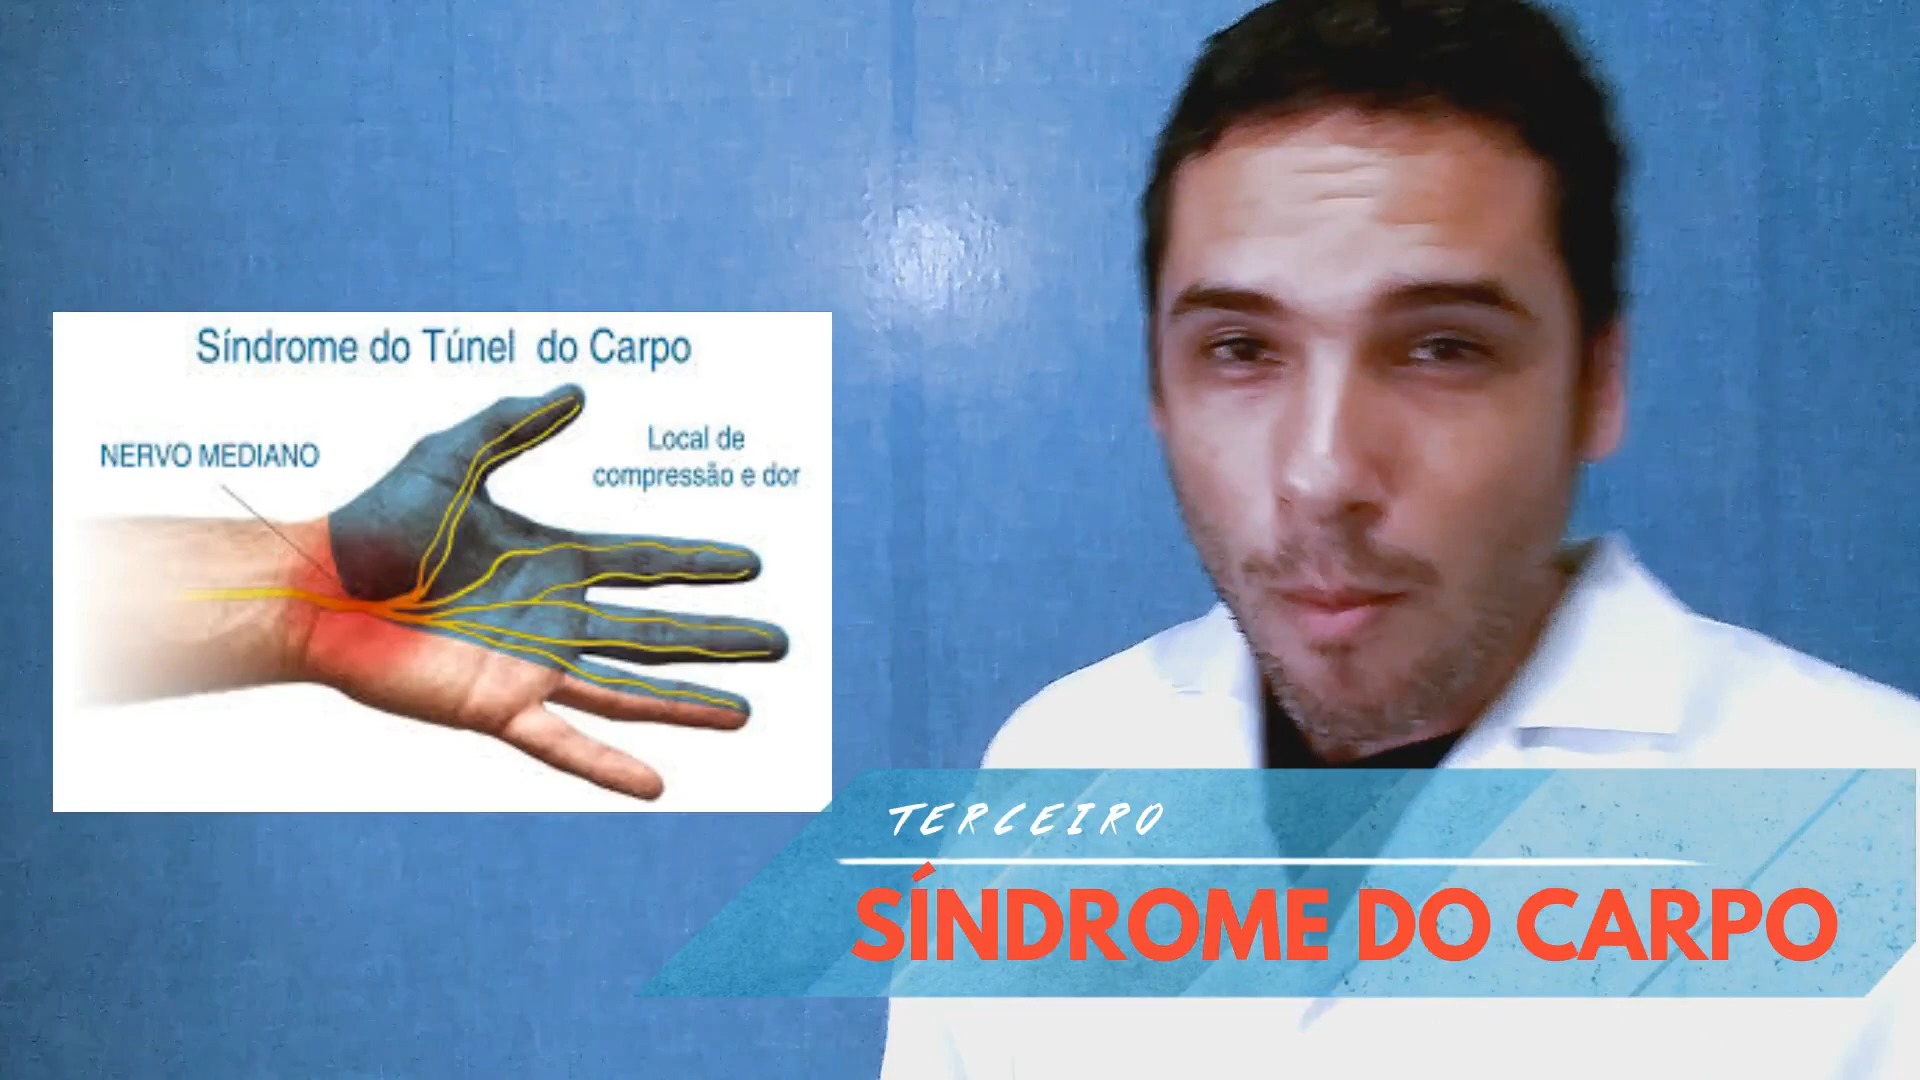 Síndrome do Túnel do Carpo
NERVO MEDIANO
Local de
compressão e dor
TERCEIRO
SÍNDROME DO CARPO